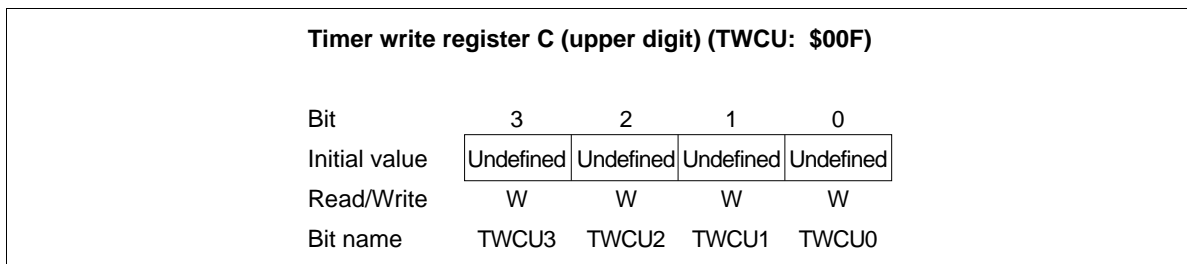 Timer write register C (upper digit) (TWCU: $00F)
Bit 3 2 1 0
Initial value Undefined Undefined Undefined Undefined
Read/Write W W W W
Bit name TWCU3 TWCU2 TWCU1 TWCU0